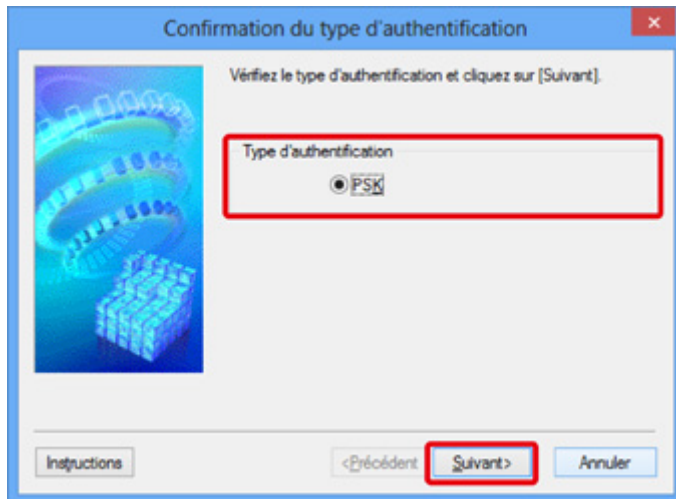 Confirmation du type d'authentification
Vérifiez le type d'authentification et cliquez sur [Suivant].
Type d'authentification
PSK
Instructions
<Précédent
Suivant>
Annuler